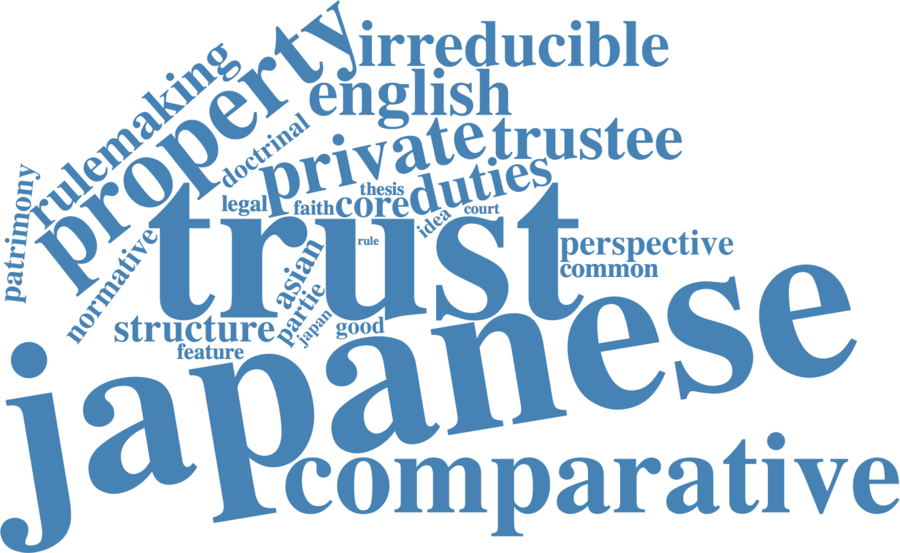 irreducible
property
rulemaking
english
private
trustee
doctrinal
duties
thesis
patrimony
legal
faith
core
idea
court
trust
rule
normative
asian
perspective
common
partie
japan
structure
good
feature
japanese
comparative